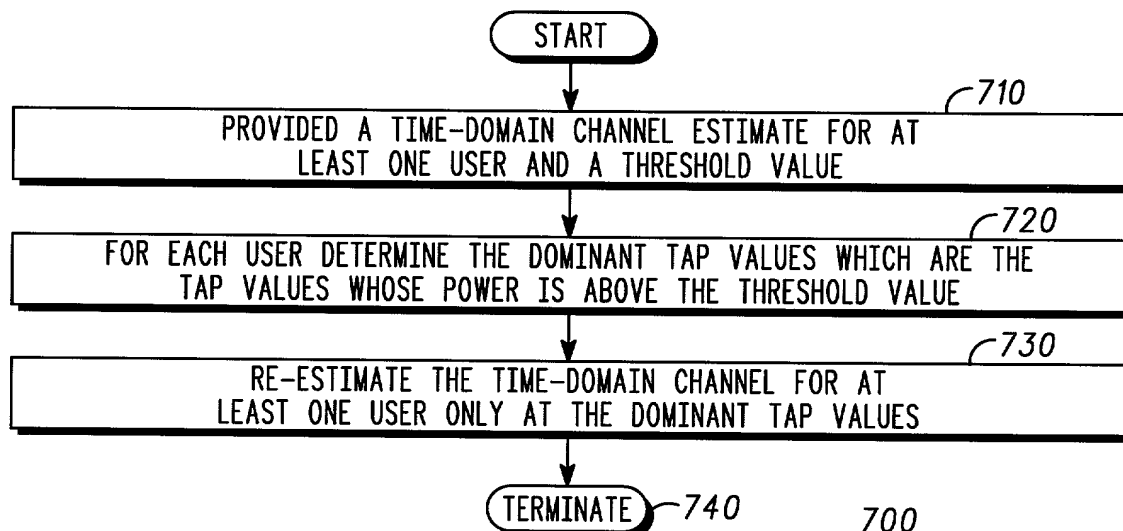 START
710
PROVIDED A TIME-DOMAIN CHANNEL ESTIMATE FOR AT
LEAST ONE USER AND A THRESHOLD VALUE
720
FOR EACH USER DETERMINE THE DOMINANT TAP VALUES WHICH ARE THE
TAP VALUES WHOSE POWER IS ABOVE THE THRESHOLD VALUE
730
RE-ESTIMATE THE TIME-DOMAIN CHANNEL FOR AT
LEAST ONE USER ONLY AT THE DOMINANT TAP VALUES
TERMINATE 740
700